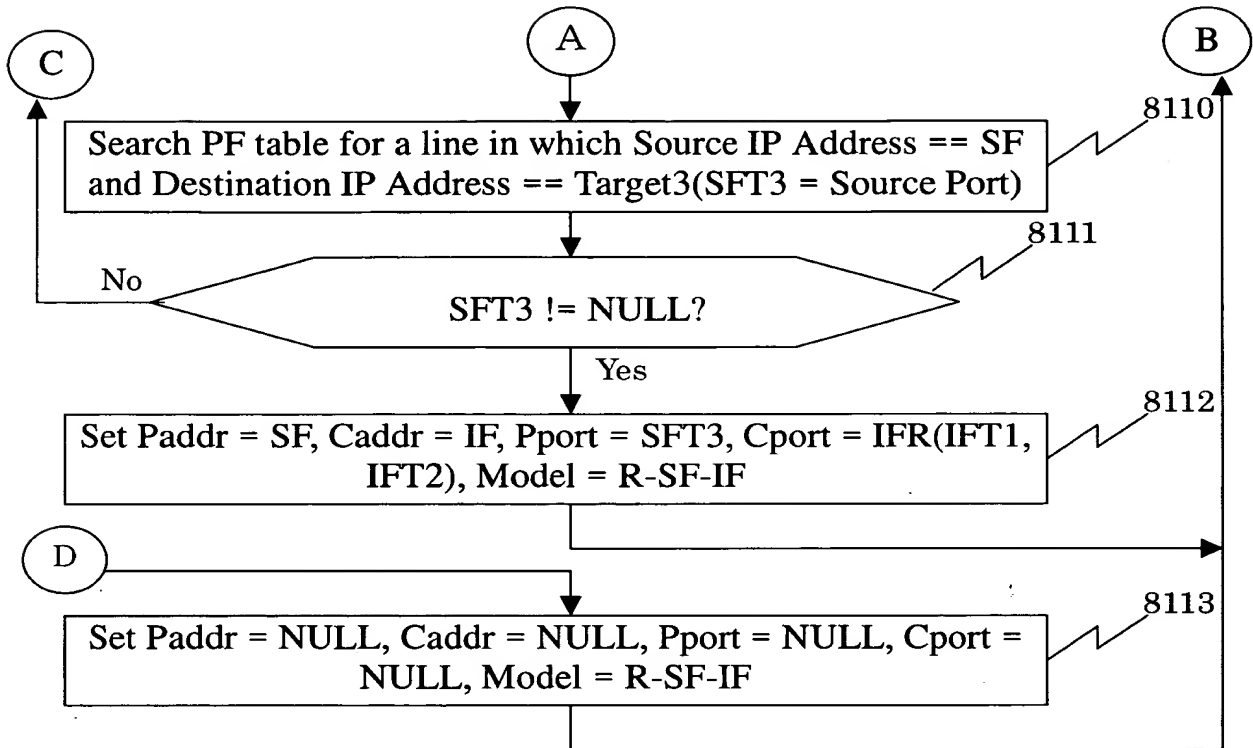 C
A
B
8110
Search PF table for a line in which Source IP Address == SF
and Destination IP Address == Target3(SFT3 = Source Port)
8111
No
SFT3 != NULL?
Yes
8112
Set Paddr = SF, Caddr = IF, Pport = SFT3, Cport = IFR(IFT1,
IFT2), Model = R-SF-IF
D
8113
Set Paddr = NULL, Caddr = NULL, Pport = NULL, Cport =
NULL, Model = R-SF-IF